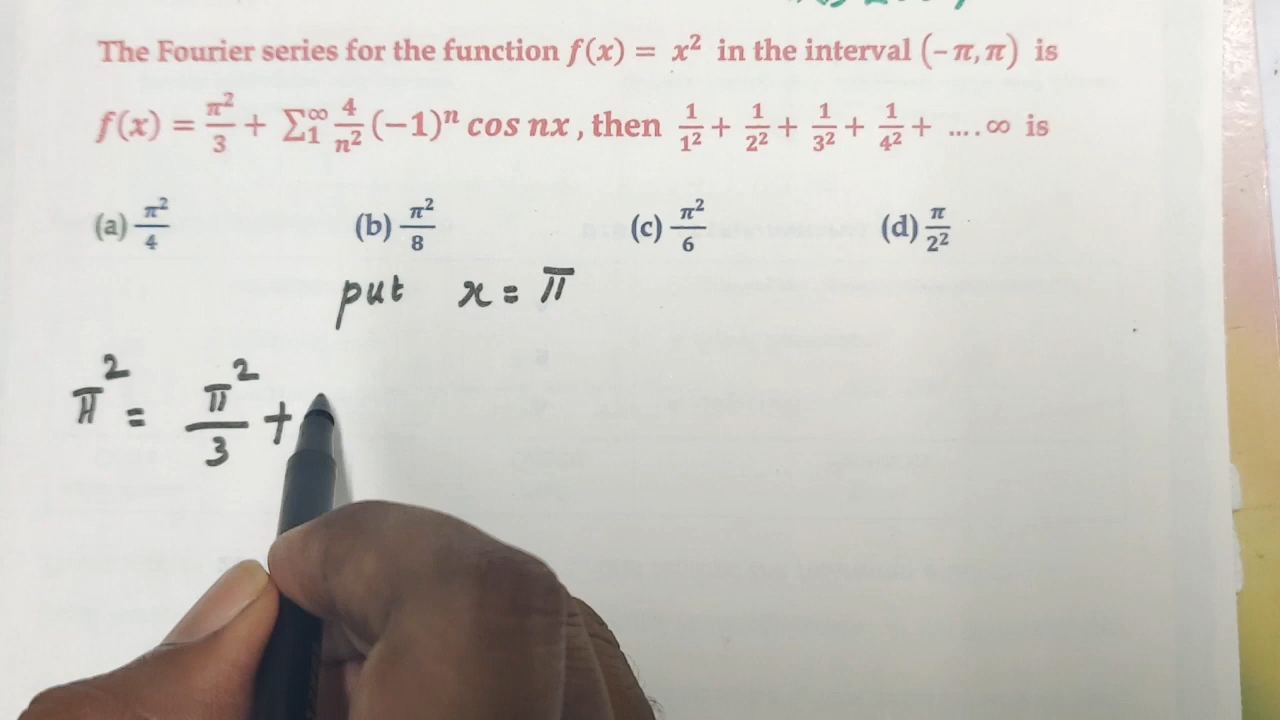 The Fourier series for the function f(x) = x² in the interval (−π, π) is
f(x) = π²/3 + ∑₁^∞ 4/n² (−1)ⁿ cos nx , then 1/1² + 1/2² + 1/3² + 1/4² + ....∞ is
(a) π²/4 (b) π²/8 (c) π²/6 (d) π/2²
put x = π
π² = π²/3 +